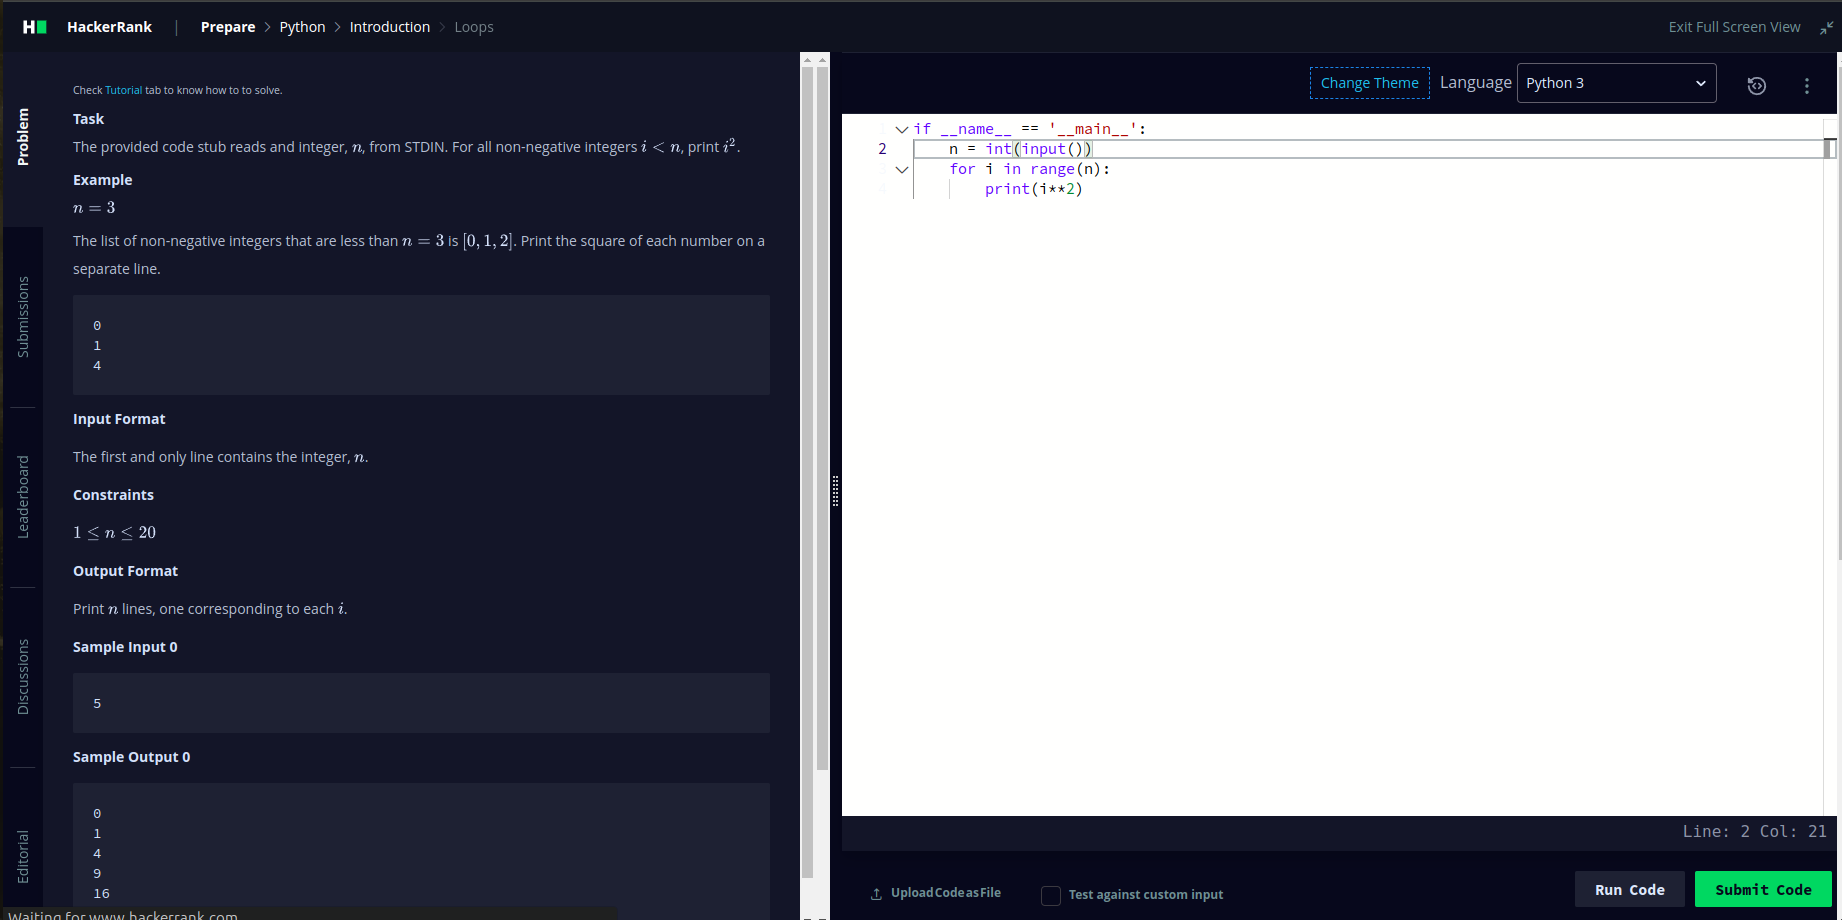 HackerRank | Prepare > Python > Introduction > Loops
Exit Full Screen View
Problem
Submissions
Leaderboard
Discussions
Editorial
Check Tutorial tab to know how to to solve.
Task
The provided code stub reads and integer, n, from STDIN. For all non-negative integers i < n, print i².
Example
n = 3
The list of non-negative integers that are less than n = 3 is [0, 1, 2]. Print the square of each number on a
separate line.
0
1
4
Input Format
The first and only line contains the integer, n.
Constraints
1 ≤ n ≤ 20
Output Format
Print n lines, one corresponding to each i.
Sample Input 0
5
Sample Output 0
0
1
4
9
16
Waiting for www.hackerrank.com
Change Theme Language Python 3
if __name__ == '__main__':
2 n = int(input())
for i in range(n):
print(i**2)
Line: 2 Col: 21
Upload Code as File Test against custom input
Run Code Submit Code